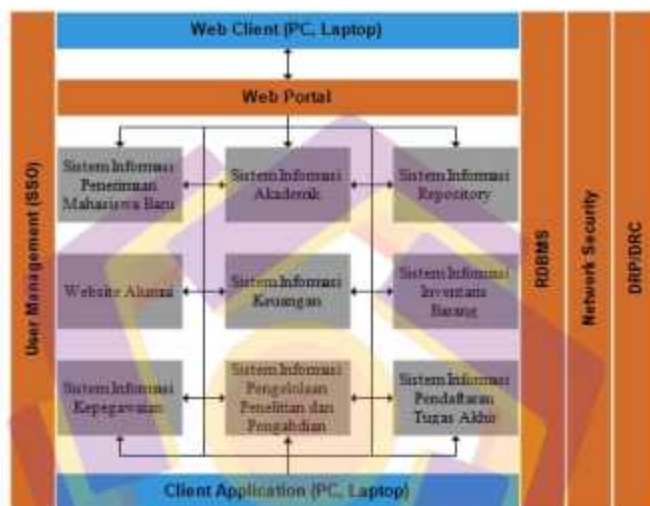 Web Client (PC, Laptop)
Web Portal
User Management (SSO)
Sistem Informasi
Penerimaan
Mahasiswa Baru
Sistem Informasi
Akademik
Sistem Informasi
Repository
Website Alumni
Sistem Informasi
Keuangan
Sistem Informasi
Inventaris
Barang
Sistem Informasi
Kepegawaian
Sistem Informasi
Pengelolaan
Penelitian dan
Pengabdian
Sistem Informasi
Pendaftaran
Tugas Akhir
Client Application (PC, Laptop)
RDBMS
Network Security
DRP/DRC